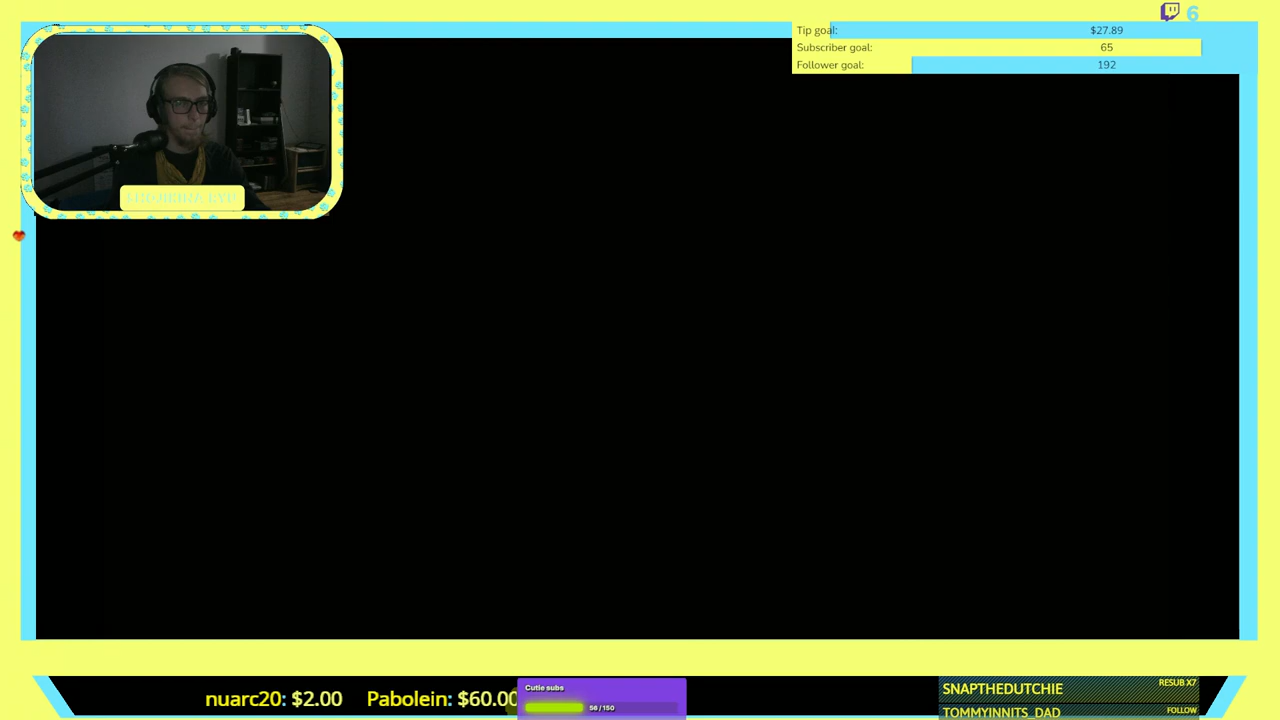 6
Tip goal: $27.89
Subscriber goal: 65
Follower goal: 192
nuarc20: $2.00 Pabolein: $60.00
Cutie subs
56 / 150
SNAPTHEDUTCHIE RESUB X7
TOMMYINNITS_DAD FOLLOW